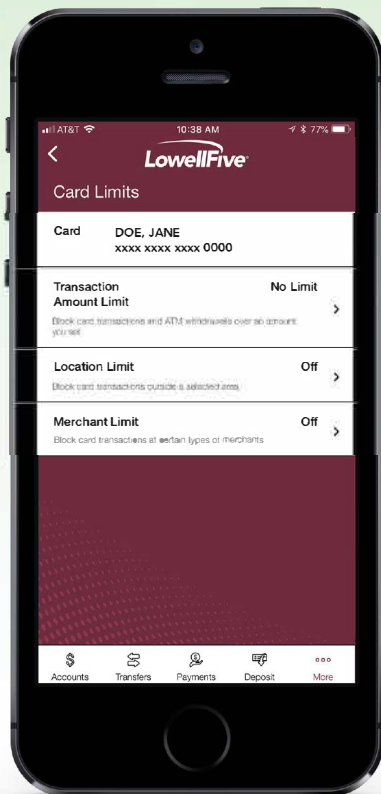 AT&T 10:38 AM 77%
LowellFive
Card Limits
Card DOE, JANE
xxxx xxxx xxxx 0000
Transaction No Limit
Amount Limit
Block card transactions and ATM withdrawals over an amount
you set
Location Limit Off
Block card transactions outside a selected area
Merchant Limit Off
Block card transactions at certain types of merchants
$
Accounts Transfers Payments Deposit More